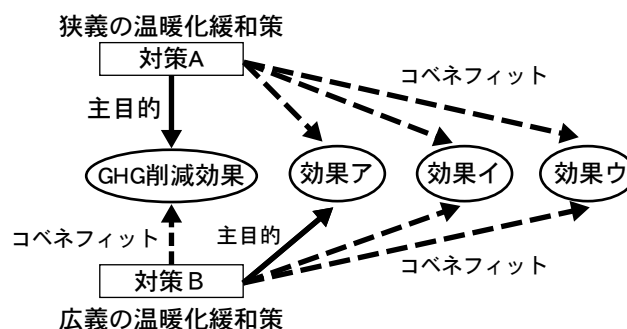 狭義の温暖化緩和策
対策A
コベネフィット
主目的
GHG削減効果
効果ア
効果イ
効果ウ
コベネフィット
主目的
コベネフィット
対策B
広義の温暖化緩和策